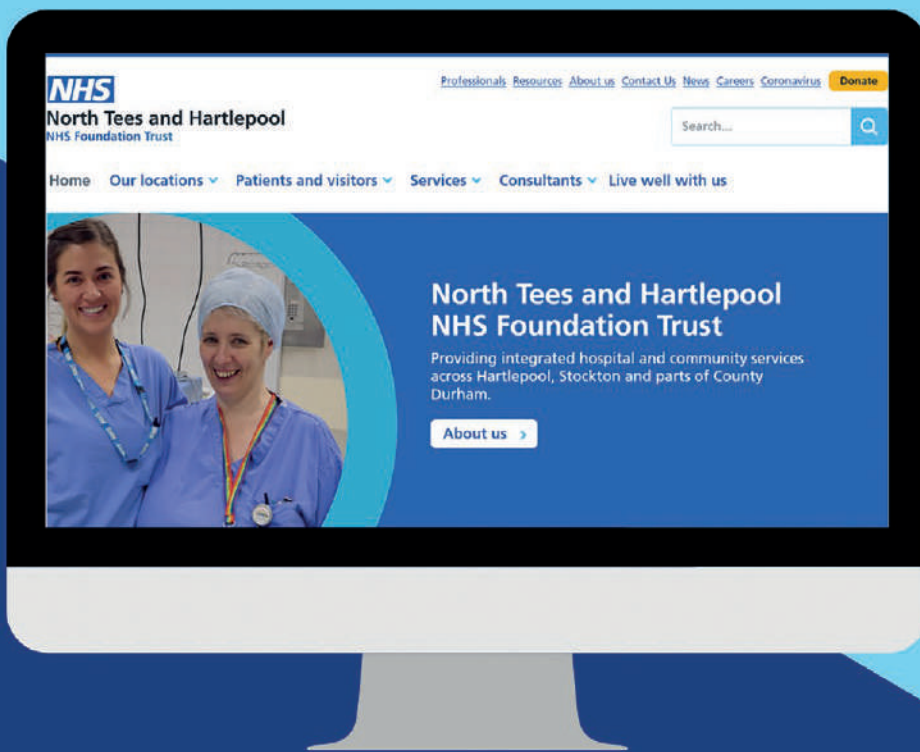 Professionals Resources About us Contact Us News Careers Coronavirus Donate
NHS
North Tees and Hartlepool
NHS Foundation Trust
Search...
Home Our locations Patients and visitors Services Consultants Live well with us
North Tees and Hartlepool
NHS Foundation Trust
Providing integrated hospital and community services
across Hartlepool, Stockton and parts of County
Durham.
About us